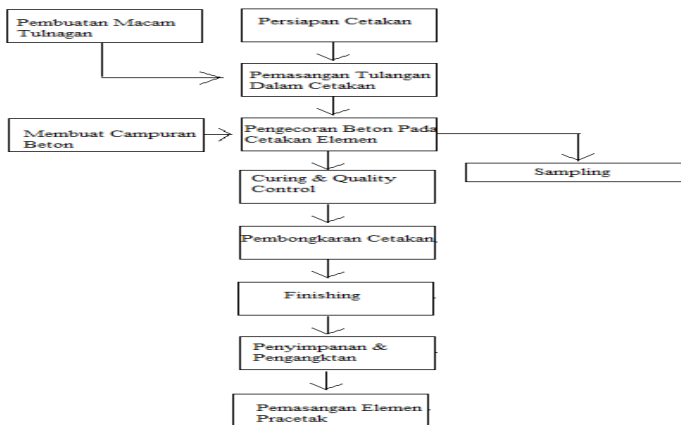 Pembuatan Macam
Tulnagan
Persiapan Cetakan
Pemasangan Tulangan
Dalam Cetakan
Membuat Campuran
Beton
Pengecoran Beton Pada
Cetakan Elemen
Sampling
Curing & Quality
Control
Pembongkaran Cetakan
Finishing
Penyimpanan &
Pengangktan
Pemasangan Elemen
Pracetak